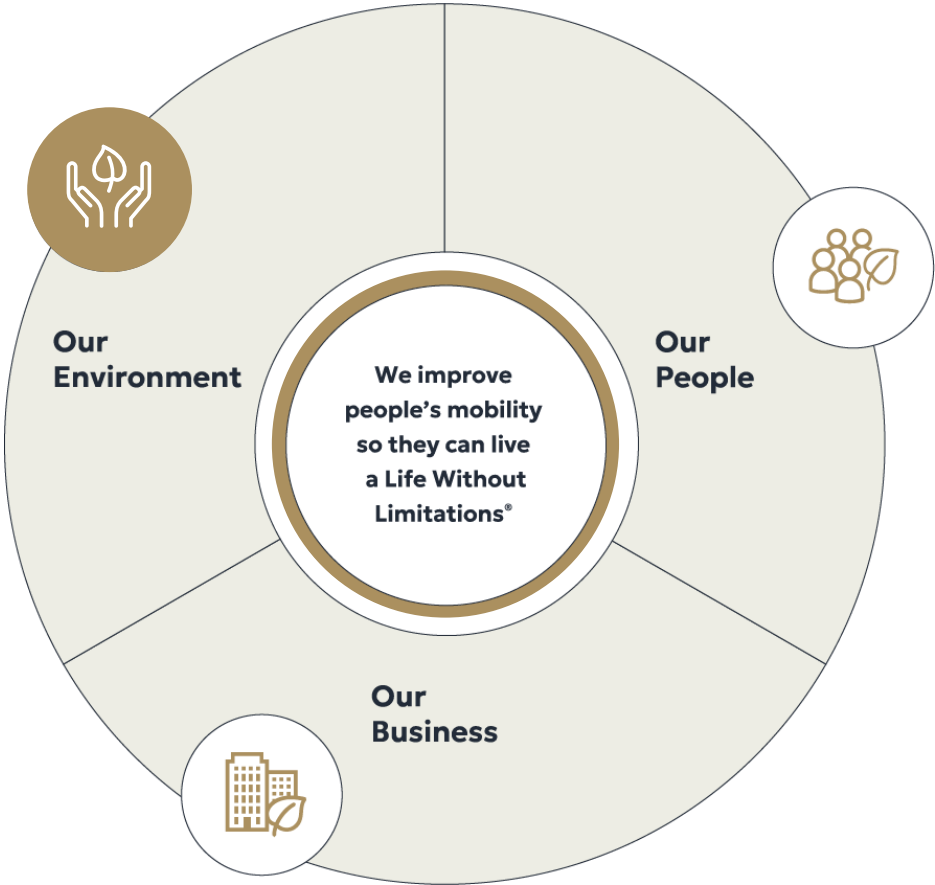 Our
Environment
We improve
people’s mobility
so they can live
a Life Without
Limitations®
Our
People
Our
Business